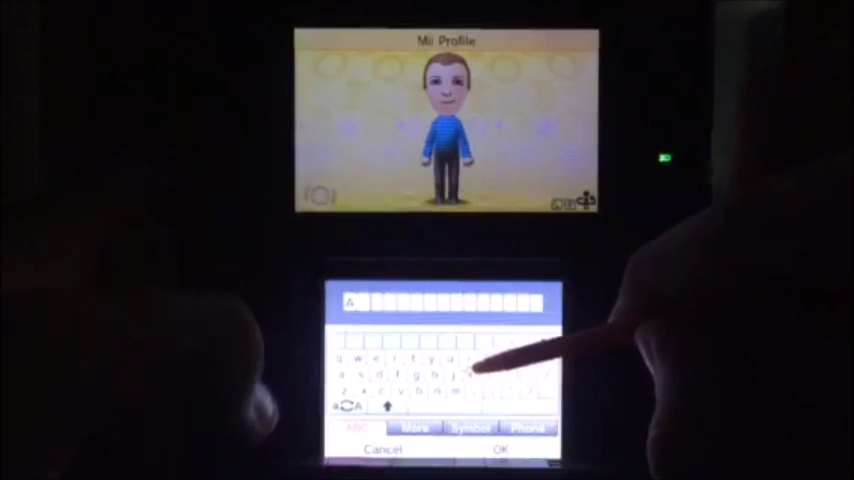 Mii Profile
A
q w e r t y u
a s d f g h j
z x c v b n m , ' . /
a A
ABC More Symbol Phone
Cancel OK